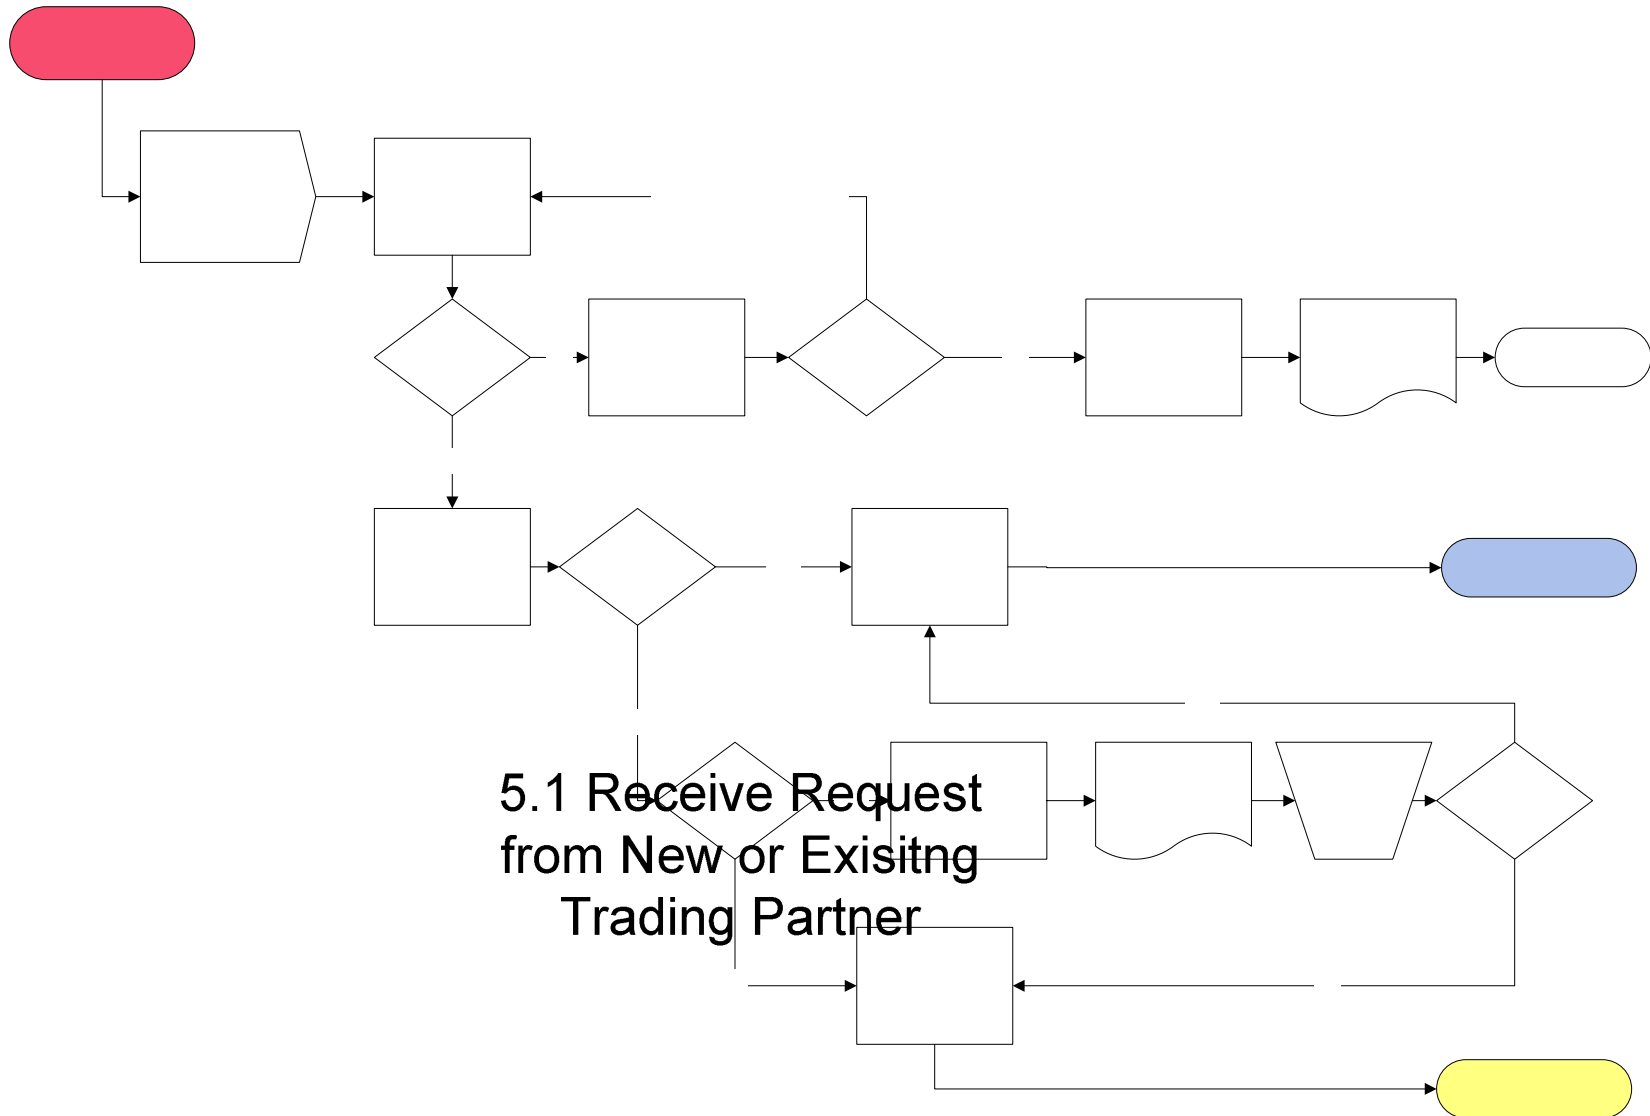 5.1 Receive Request
from New or Exisitng
Trading Partner